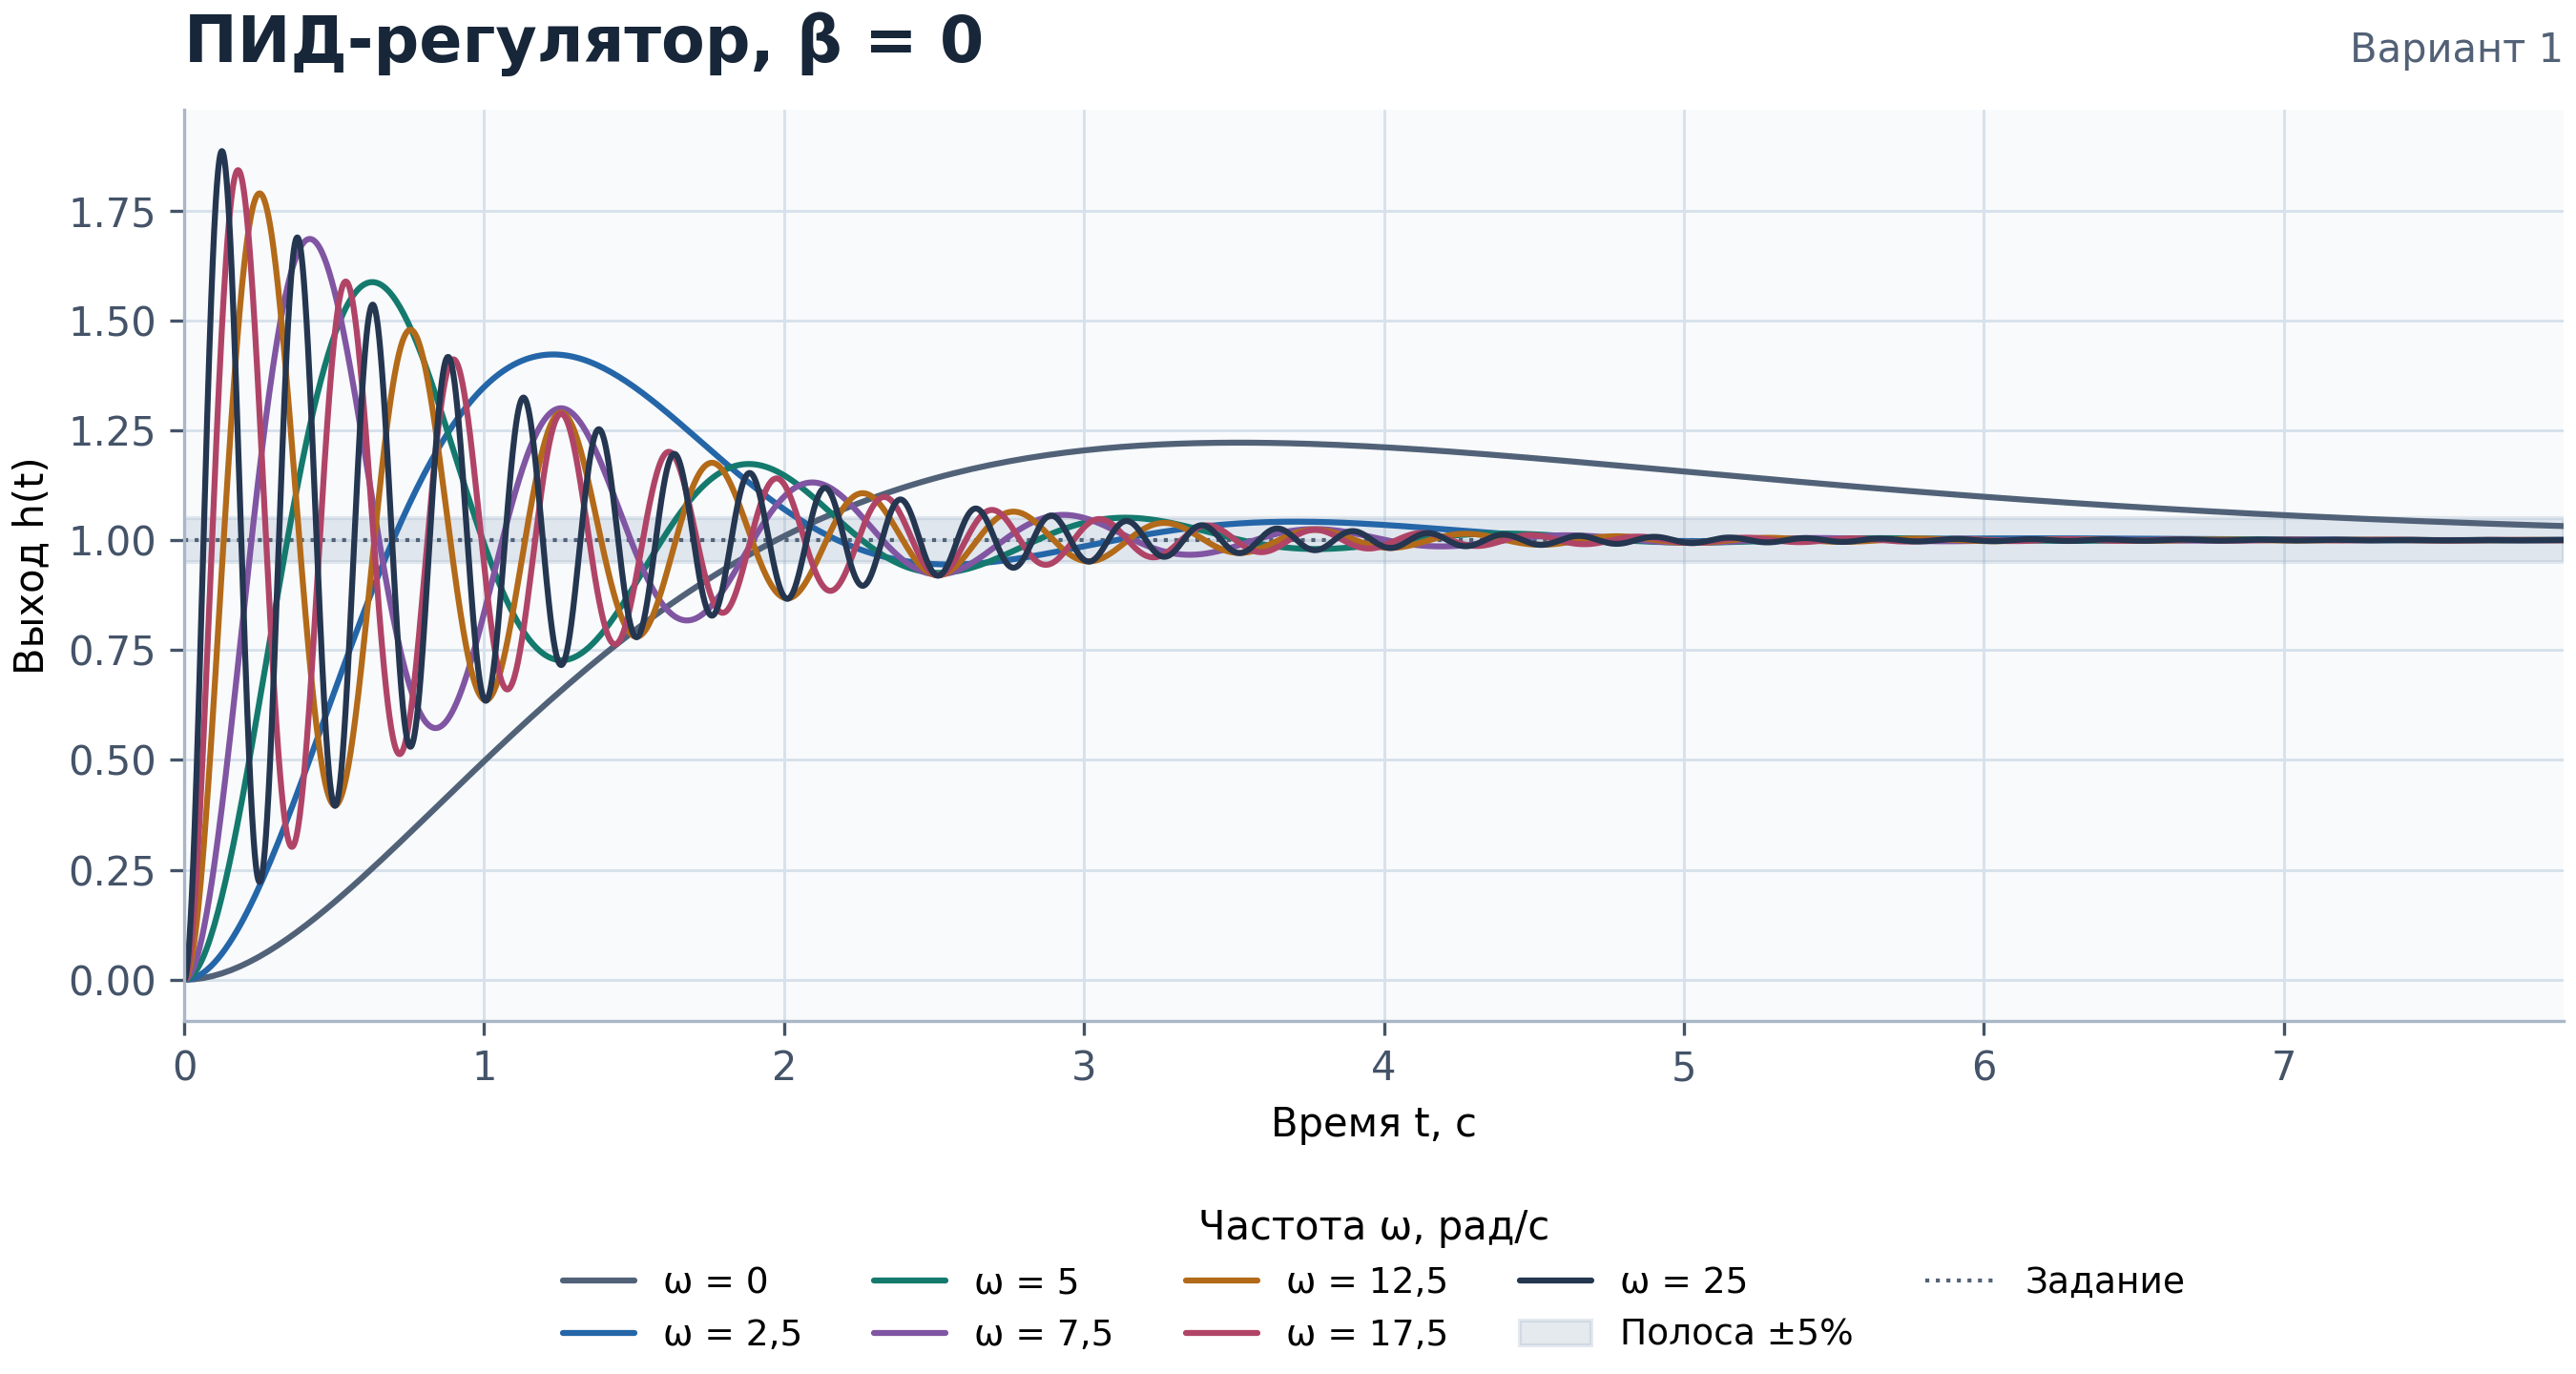 ПИД-регулятор, β = 0
Вариант 1
Выход h(t)
1.75
1.50
1.25
1.00
0.75
0.50
0.25
0.00
0 1 2 3 4 5 6 7
Время t, с
Частота ω, рад/с
ω = 0 ω = 5 ω = 12,5 ω = 25 Задание
ω = 2,5 ω = 7,5 ω = 17,5 Полоса ±5%